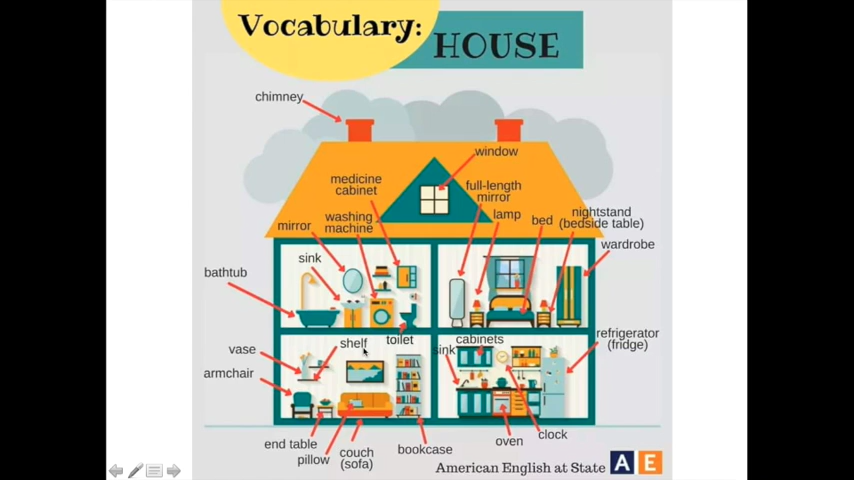 Vocabulary:
HOUSE
chimney
window
medicine
cabinet
full-length
mirror
nightstand
(bedside table)
lamp
bed
mirror
washing
machine
wardrobe
sink
bathtub
shelf
toilet
cabinets
sink
refrigerator
(fridge)
vase
armchair
end table
pillow
couch
(sofa)
bookcase
oven
clock
American English at State
A E